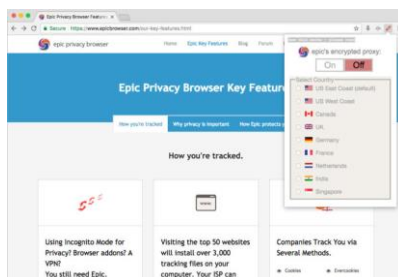 Epic Privacy Browser Features
Secure https://www.epicbrowser.com/our-key-features.html
epic privacy browser
Home Epic Key Features Blog Forum
epic's encrypted proxy:
On Off
Select Country
US East Coast (default)
US West Coast
Canada
UK
Germany
France
Netherlands
India
Singapore
Epic Privacy Browser Key Featur
How you're tracked Why privacy is important How Epic protects
How you're tracked.
Using Incognito Mode for
Privacy? Browser addons? A
VPN?
You still need Epic.
Visiting the top 50 websites
will install over 3,000
tracking files on your
computer. Your ISP can
Companies Track You via
Several Methods.
Cookies
Evercookies